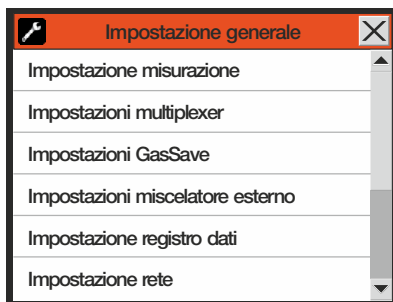 Impostazione generale
Impostazione misurazione
Impostazioni multiplexer
Impostazioni GasSave
Impostazioni miscelatore esterno
Impostazione registro dati
Impostazione rete